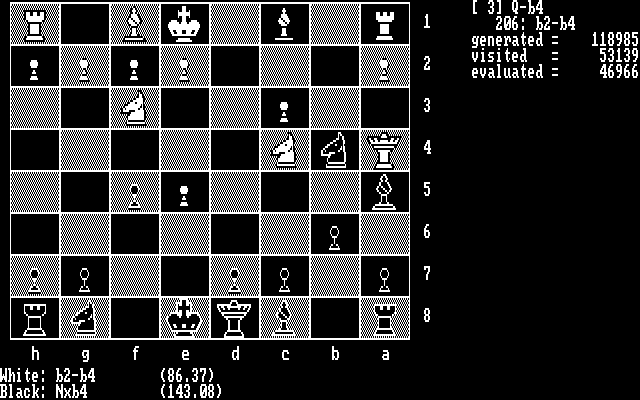 [ 3] Q-b4
206: b2-b4
generated = 118985
visited = 53139
evaluated = 46966
1
2
3
4
5
6
7
8
h g f e d c b a
White: b2-b4 (86.37)
Black: Nxb4 (143.08)